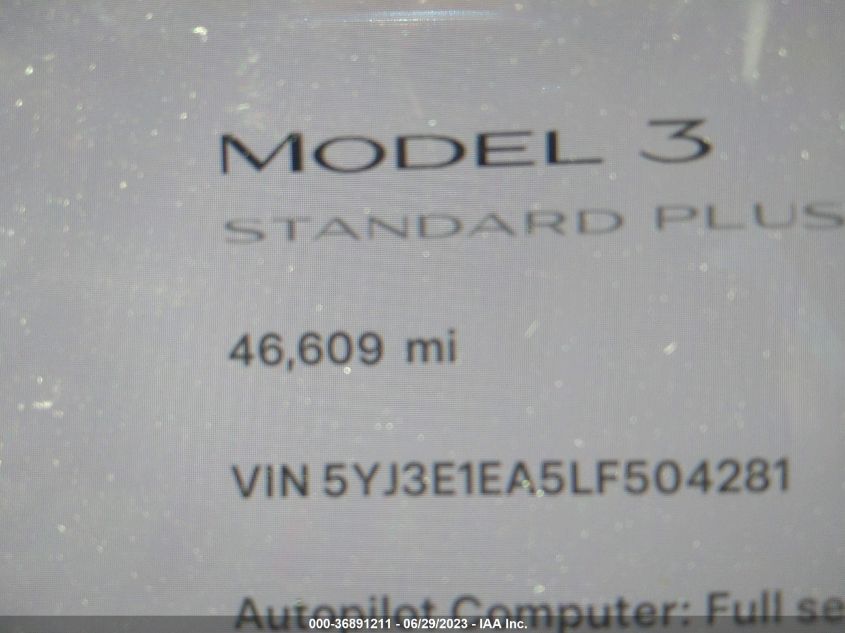 MODEL 3
STANDARD PLUS
46,609 mi
VIN 5YJ3E1EA5LF504281
Autopilot Computer: Full se
000-36891211 - 06/29/2023 - IAA Inc.